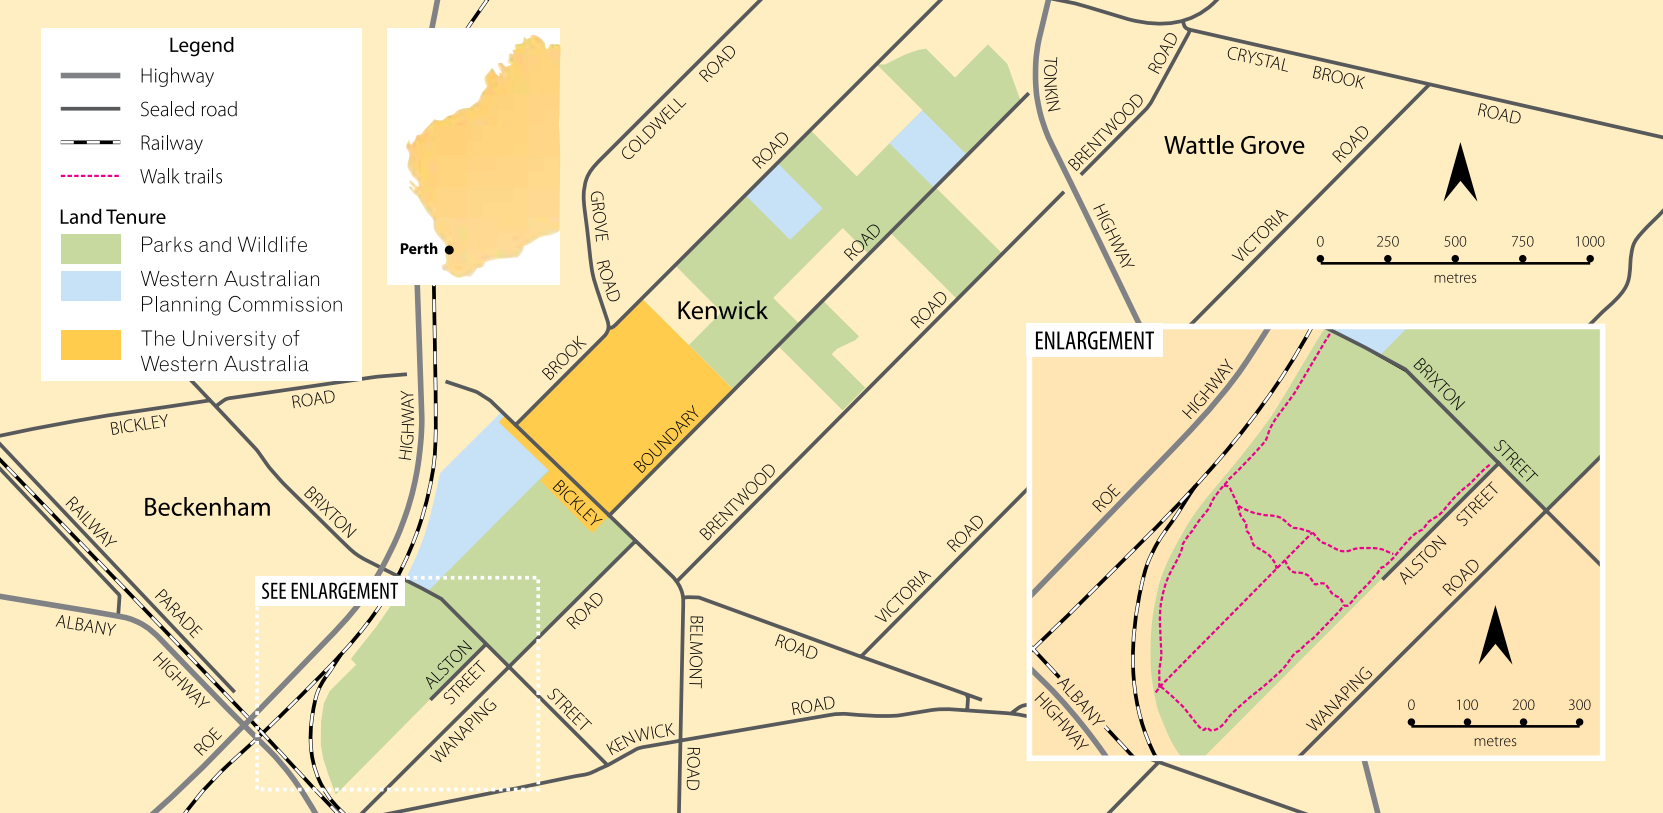 Legend
Highway
Sealed road
Railway
Walk trails
Land Tenure
Parks and Wildlife
Western Australian
Planning Commission
The University of
Western Australia
Perth
COLDWELL ROAD
GROVE ROAD
BROOK ROAD
Kenwick
BOUNDARY ROAD
BRENTWOOD ROAD
TONKIN HIGHWAY
BRENTWOOD ROAD
CRYSTAL BROOK ROAD
Wattle Grove
VICTORIA ROAD
0 250 500 750 1000
metres
BICKLEY ROAD
HIGHWAY
Beckenham
BRIXTON
RAILWAY PARADE
ALBANY HIGHWAY
ROE
BICKLEY
SEE ENLARGEMENT
ALSTON
STREET
WANAPING ROAD
STREET
BELMONT ROAD
KENWICK ROAD
ROAD
VICTORIA ROAD
ENLARGEMENT
ROE HIGHWAY
BRIXTON STREET
ALSTON STREET
WANAPING ROAD
ALBANY
HIGHWAY
0 100 200 300
metres